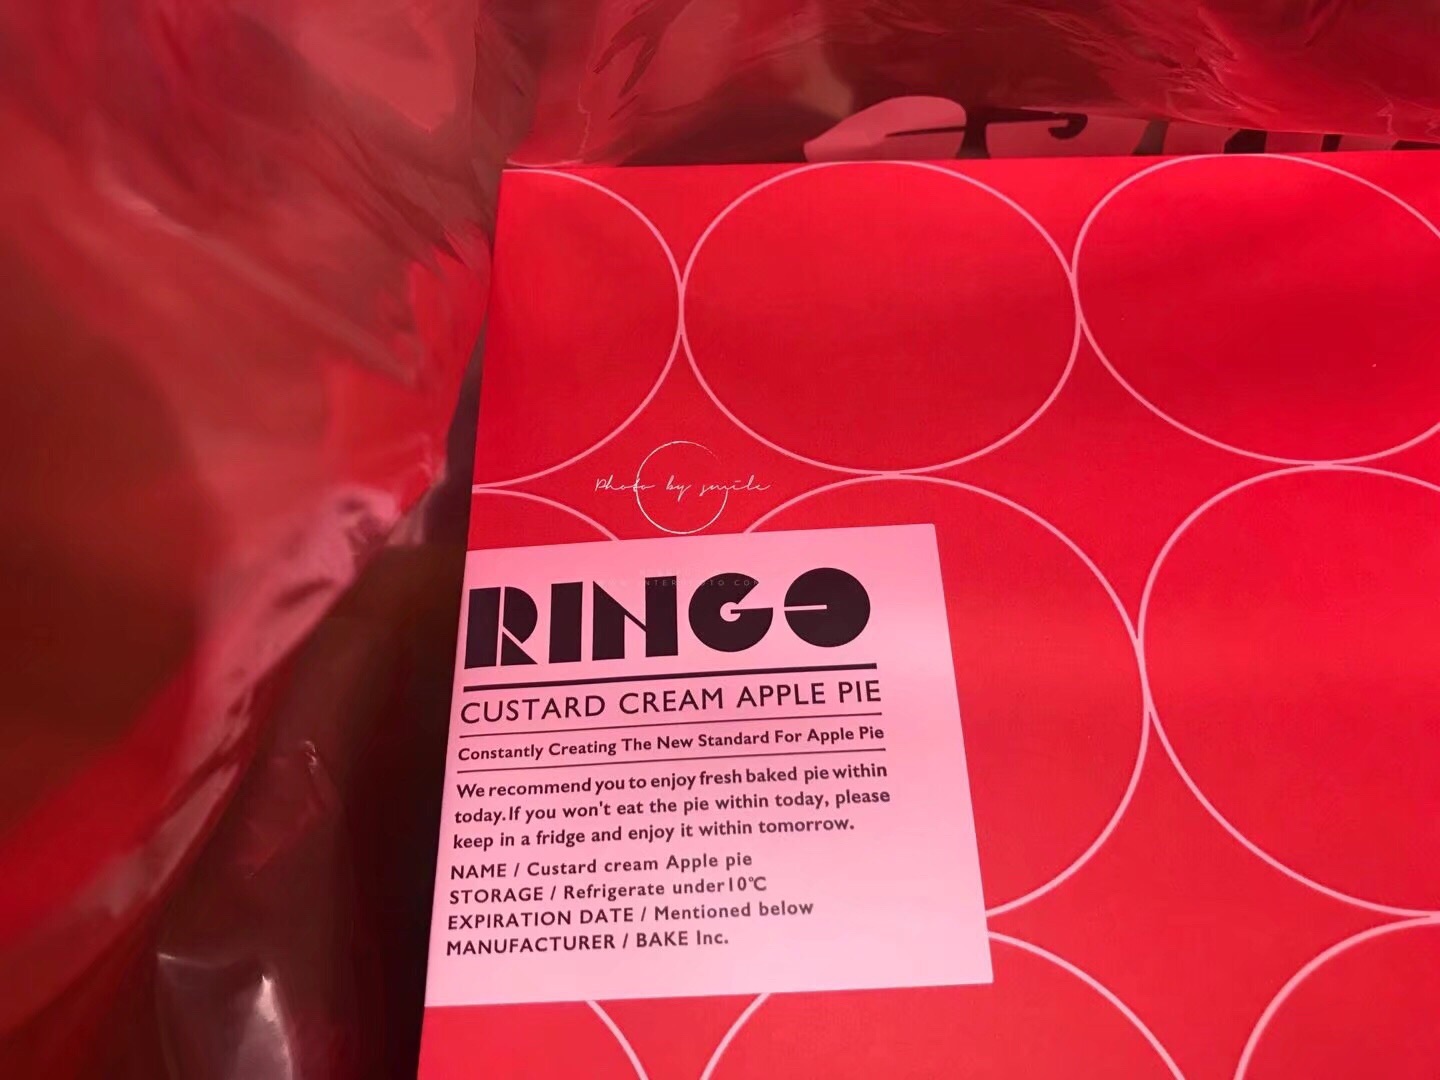 Photo by smile
RINGO
CUSTARD CREAM APPLE PIE
Constantly Creating The New Standard For Apple Pie
We recommend you to enjoy fresh baked pie within
today.If you won't eat the pie within today, please
keep in a fridge and enjoy it within tomorrow.
NAME / Custard cream Apple pie
STORAGE / Refrigerate under10℃
EXPIRATION DATE / Mentioned below
MANUFACTURER / BAKE Inc.